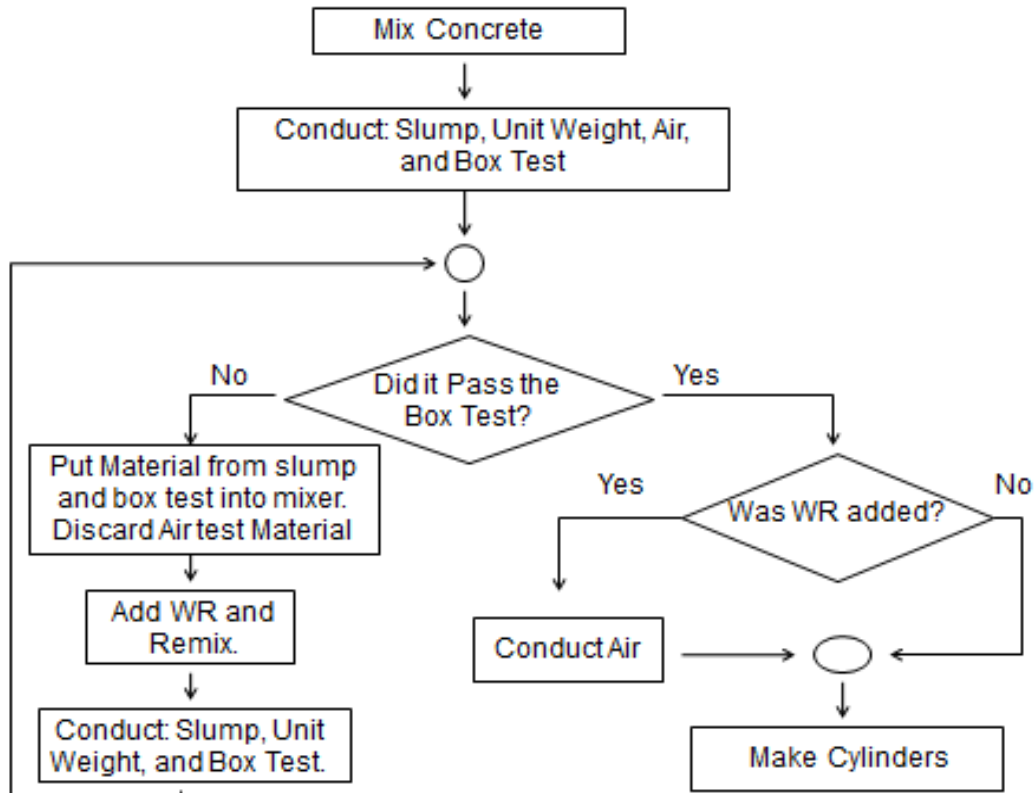 Mix Concrete
Conduct: Slump, Unit Weight, Air,
and Box Test
Did it Pass the
Box Test?
No
Yes
Put Material from slump
and box test into mixer.
Discard Air test Material
Add WR and
Remix.
Conduct: Slump, Unit
Weight, and Box Test.
Was WR added?
Yes
No
Conduct Air
Make Cylinders